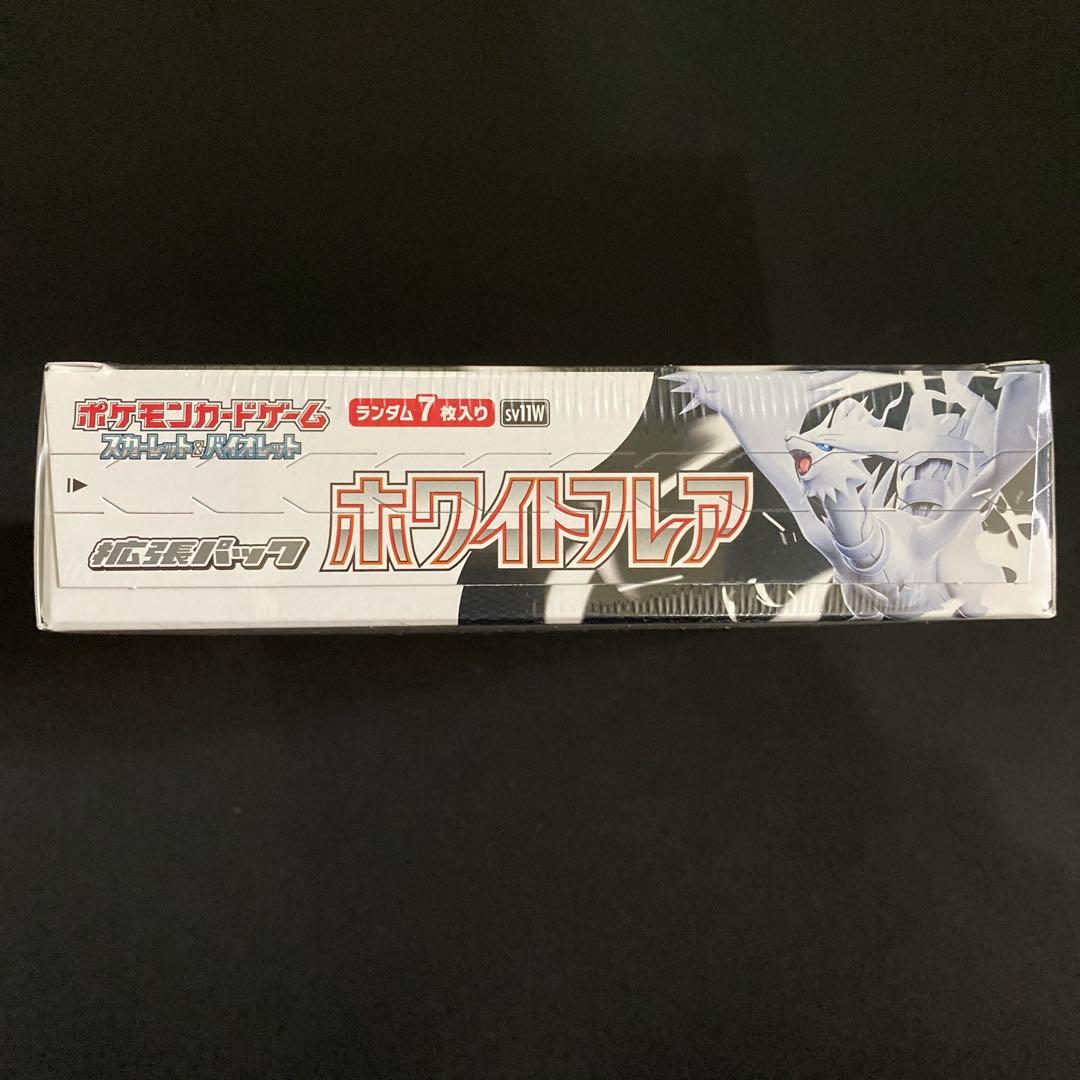 ポケモンカードゲーム™
スカーレット&バイオレット
ランダム7枚入り
sv11W
拡張パック
ホワイトフレア